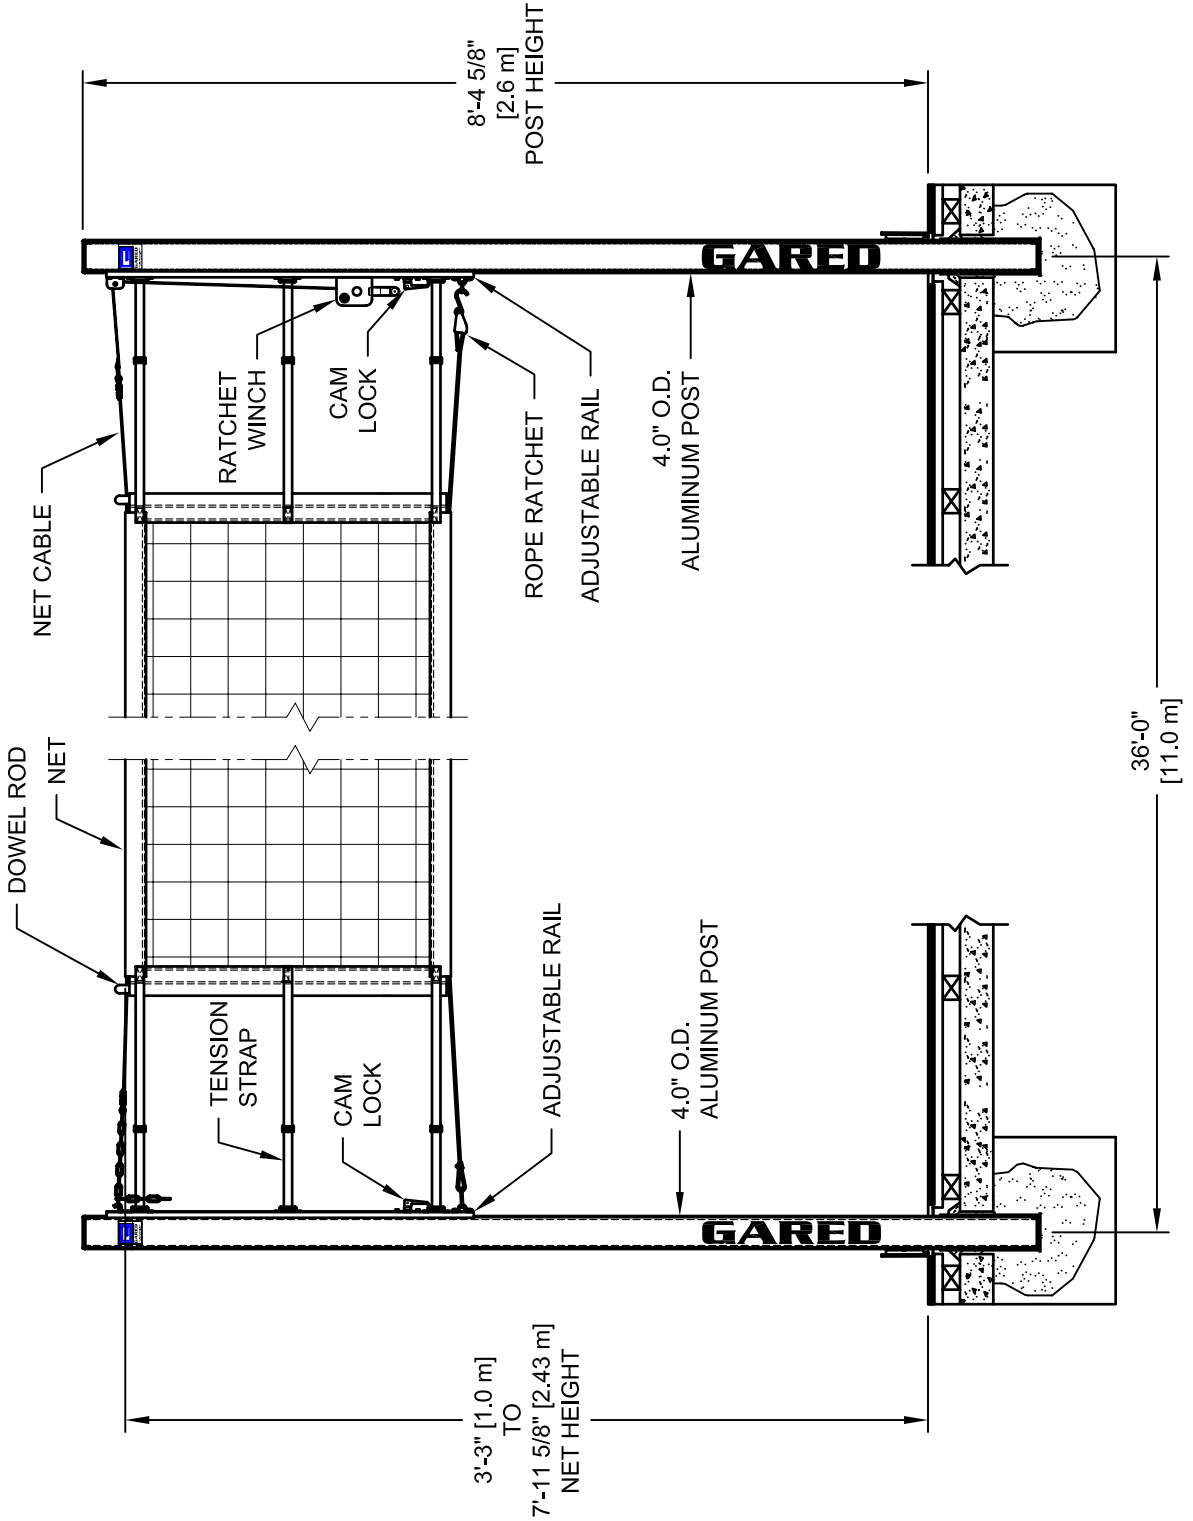 DOWEL ROD
NET
NET CABLE
TENSION
STRAP
RATCHET
WINCH
CAM
LOCK
CAM
LOCK
8'-4 5/8"
[2.6 m]
POST HEIGHT
3'-3" [1.0 m]
TO
7'-11 5/8" [2.43 m]
NET HEIGHT
ADJUSTABLE RAIL
ROPE RATCHET
ADJUSTABLE RAIL
4.0" O.D.
ALUMINUM POST
4.0" O.D.
ALUMINUM POST
GARED
GARED
36'-0"
[11.0 m]